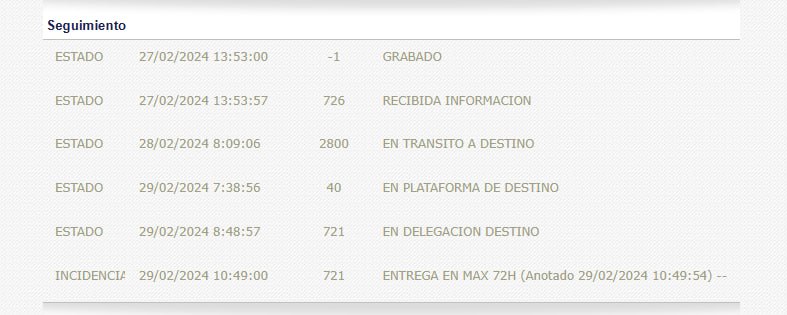 Seguimiento
ESTADO 27/02/2024 13:53:00 -1 GRABADO
ESTADO 27/02/2024 13:53:57 726 RECIBIDA INFORMACION
ESTADO 28/02/2024 8:09:06 2800 EN TRANSITO A DESTINO
ESTADO 29/02/2024 7:38:56 40 EN PLATAFORMA DE DESTINO
ESTADO 29/02/2024 8:48:57 721 EN DELEGACION DESTINO
INCIDENCIA 29/02/2024 10:49:00 721 ENTREGA EN MAX 72H (Anotado 29/02/2024 10:49:54) --